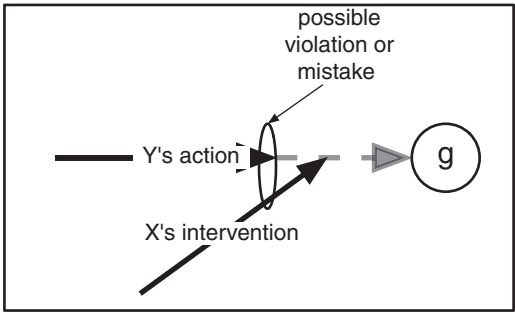 possible
violation or
mistake
Y's action
g
X's intervention